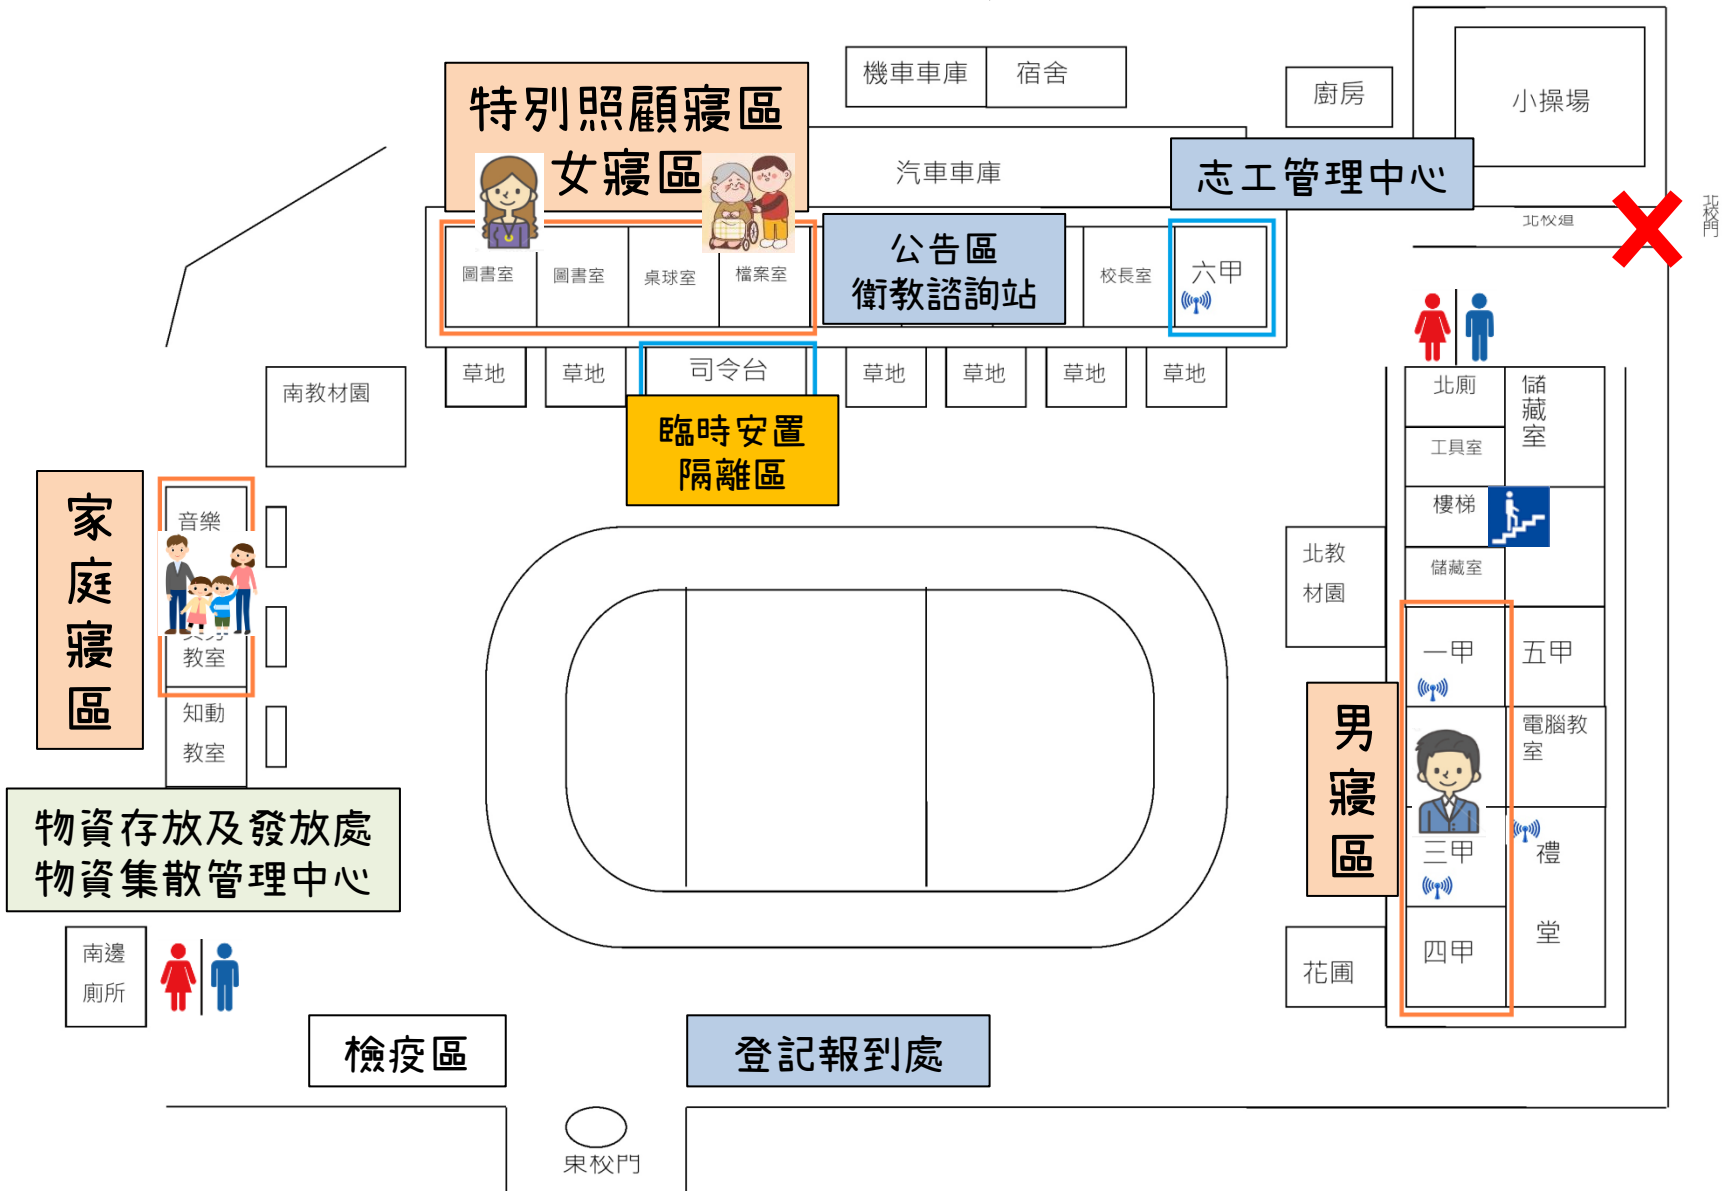 機車車庫
宿舍
廚房
小操場
特別照顧寢區
女寢區
汽車車庫
志工管理中心
北校道
北校門
圖書室
圖書室
桌球室
檔案室
公告區
衛教諮詢站
校長室
六甲
草地
草地
司令台
草地
草地
草地
草地
臨時安置
隔離區
南教材園
北廁
儲藏室
工具室
樓梯
儲藏室
家庭寢區
音樂
教室
知動
教室
北教
材園
一甲
五甲
男寢區
電腦教
室
三甲
禮
堂
四甲
花圃
物資存放及發放處
物資集散管理中心
南邊
廁所
檢疫區
登記報到處
東校門